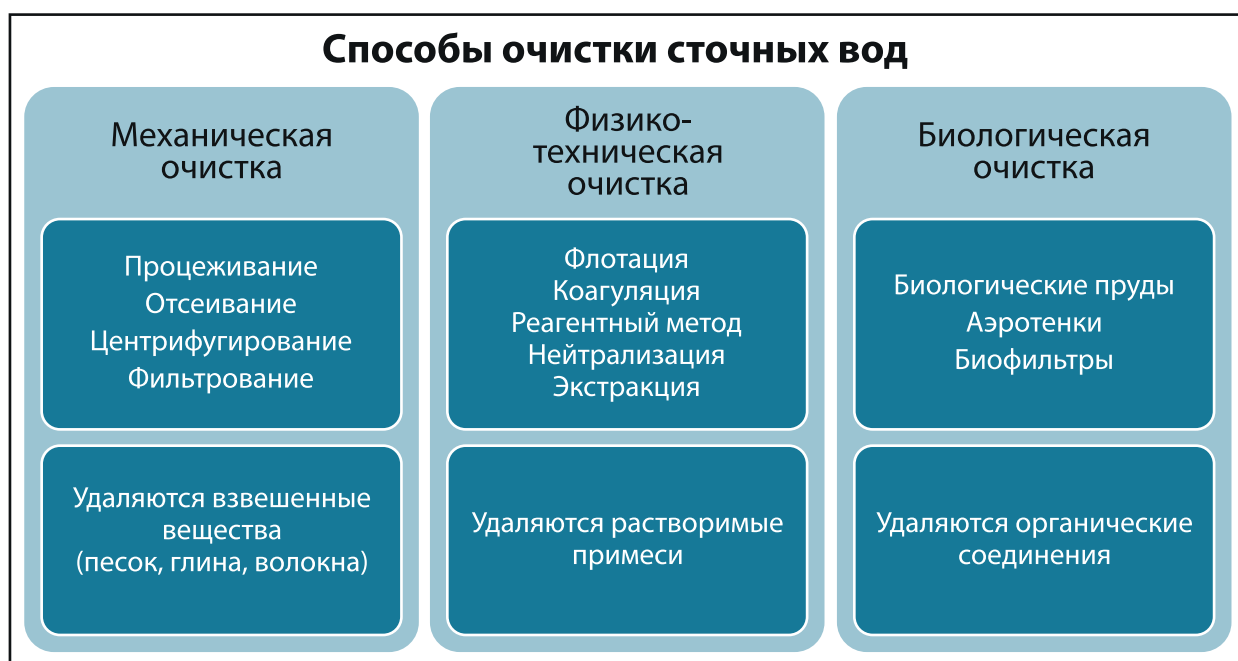 Способы очистки сточных вод
Механическая
очистка
Процеживание
Отсеивание
Центрифугирование
Фильтрование
Удаляются взвешенные
вещества
(песок, глина, волокна)
Физико-
техническая
очистка
Флотация
Коагуляция
Реагентный метод
Нейтрализация
Экстракция
Удаляются растворимые
примеси
Биологическая
очистка
Биологические пруды
Аэротенки
Биофильтры
Удаляются органические
соединения